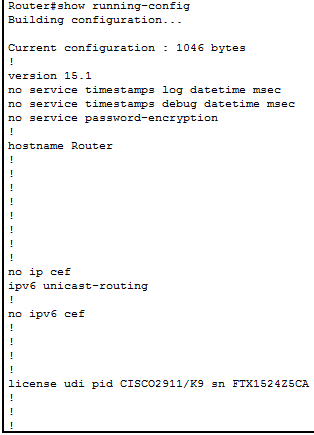 Router#show running-config
Building configuration...
Current configuration : 1046 bytes
!
version 15.1
no service timestamps log datetime msec
no service timestamps debug datetime msec
no service password-encryption
!
hostname Router
!
!
!
!
!
!
!
!
no ip cef
ipv6 unicast-routing
!
no ipv6 cef
!
!
!
!
license udi pid CISCO2911/K9 sn FTX1524Z5CA
!
!
!